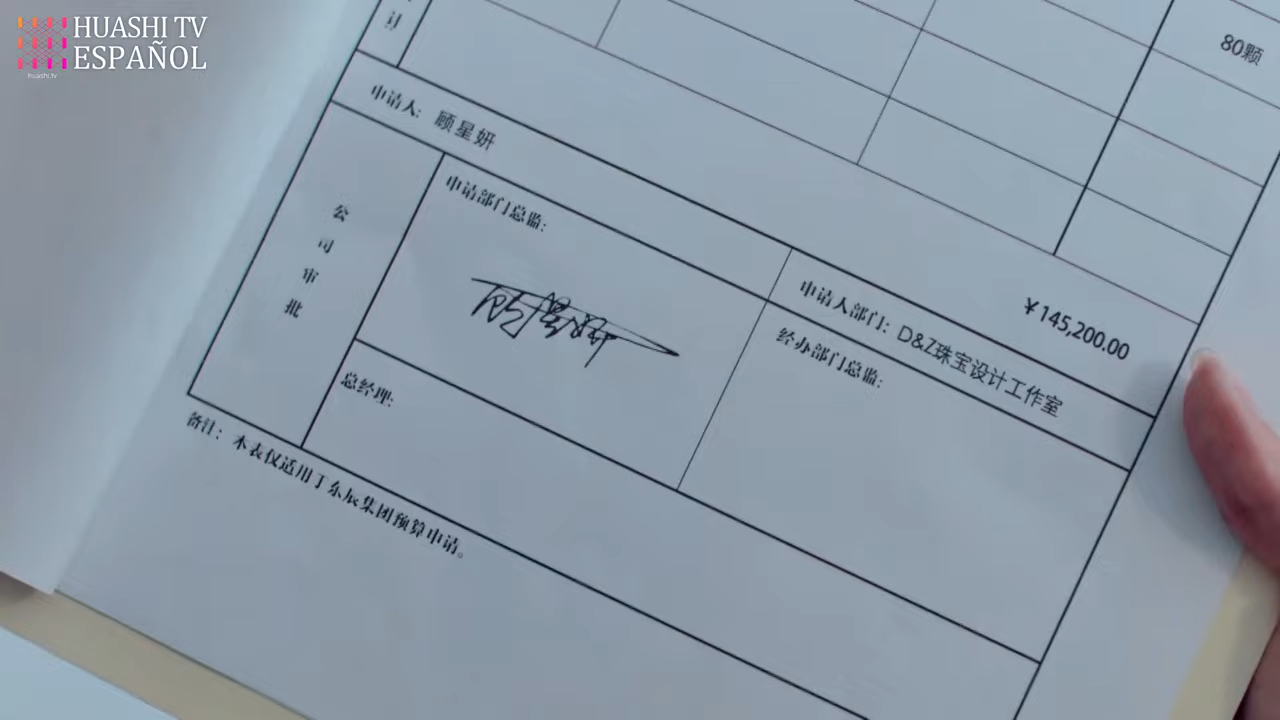 HUASHI TV
ESPAÑOL
huashi.tv
80颗
计
¥145,200.00
申请人: 顾星妍
申请人部门: D&Z珠宝设计工作室
公司审批
申请部门总监:
顾星妍
经办部门总监:
总经理:
备注: 本表仅适用于东辰集团预算申请。